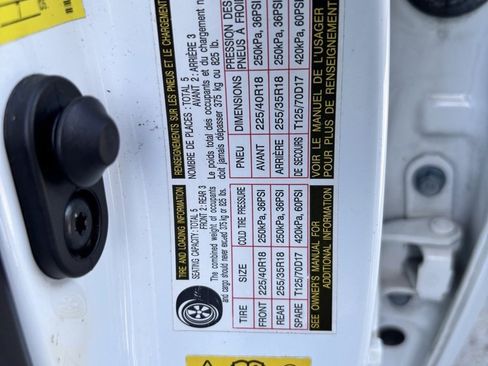 TIRE AND LOADING INFORMATION
SEATING CAPACITY: TOTAL 5
FRONT 2: REAR 3
The combined weight of occupants
and cargo should never exceed 375 kg or 825 lbs.
TIRE SIZE COLD TIRE PRESSURE
FRONT 225/40R18 250kPa, 36PSI
REAR 255/35R18 250kPa, 36PSI
SPARE T125/70D17 420kPa, 60PSI
SEE OWNER'S MANUAL FOR
ADDITIONAL INFORMATION
RENSEIGNEMENTS SUR LES PNEUS ET LE CHARGEMENT
NOMBRE DE PLACES : TOTAL 5
AVANT 2 : ARRIÈRE 3
Le poids total des occupants et du chargement ne
doit jamais dépasser 375 kg ou 825 lb.
PNEU DIMENSIONS PRESSION DES
PNEUS À FROID
AVANT 225/40R18 250kPa, 36PSI
ARRIÈRE 255/35R18 250kPa, 36PSI
DE SECOURS T125/70D17 420kPa, 60PSI
VOIR LE MANUEL DE L'USAGER
POUR PLUS DE RENSEIGNEMENTS